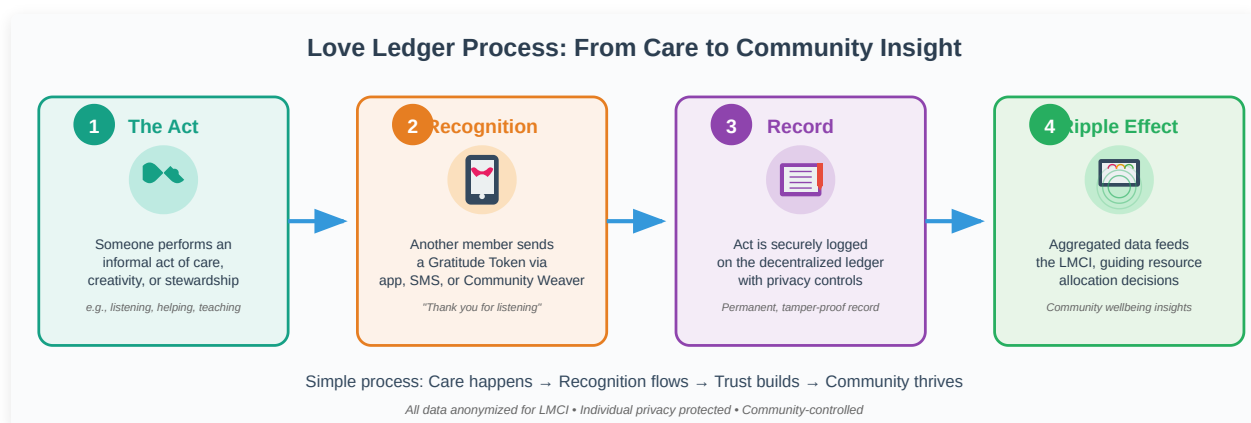 Love Ledger Process: From Care to Community Insight
1
The Act
Someone performs an
informal act of care,
creativity, or stewardship
e.g., listening, helping, teaching
2
Recognition
Another member sends
a Gratitude Token via
app, SMS, or Community Weaver
"Thank you for listening"
3
Record
Act is securely logged
on the decentralized ledger
with privacy controls
Permanent, tamper-proof record
4
Ripple Effect
Aggregated data feeds
the LMCI, guiding resource
allocation decisions
Community wellbeing insights
Simple process: Care happens → Recognition flows → Trust builds → Community thrives
All data anonymized for LMCI • Individual privacy protected • Community-controlled